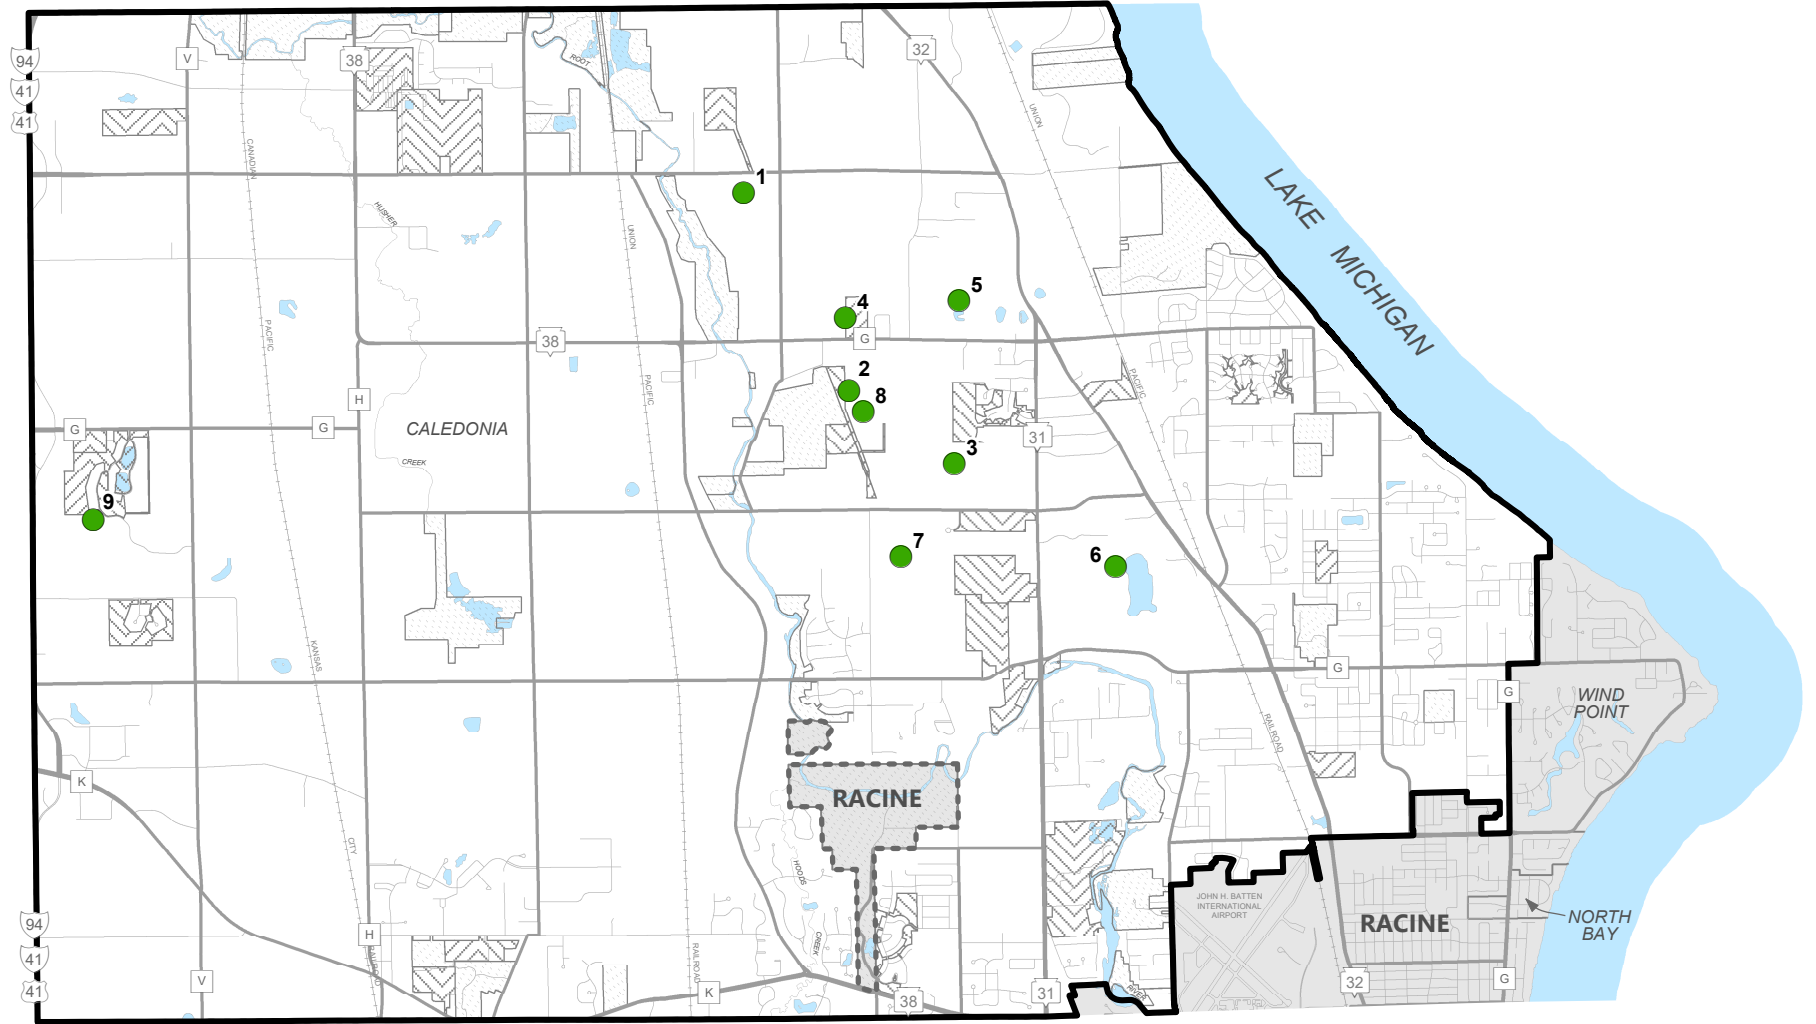 94
41
41
V
38
ROOT
32
UNION
CANADIAN
1
LAKE MICHIGAN
HUSHER
UNION
5
4
PACIFIC
38
G
2
8
PACIFIC
PACIFIC
H
G
G
CALEDONIA
31
3
CREEK
9
7
6
KANSAS
G
G
WIND
POINT
RAILROAD
K
RACINE
CITY
HOODS
JOHN H. BATTEN
INTERNATIONAL
AIRPORT
RACINE
NORTH
BAY
94
41
41
H
CREEK
RAILROAD
RAILROAD
V
K
38
31
RIVER
32
G